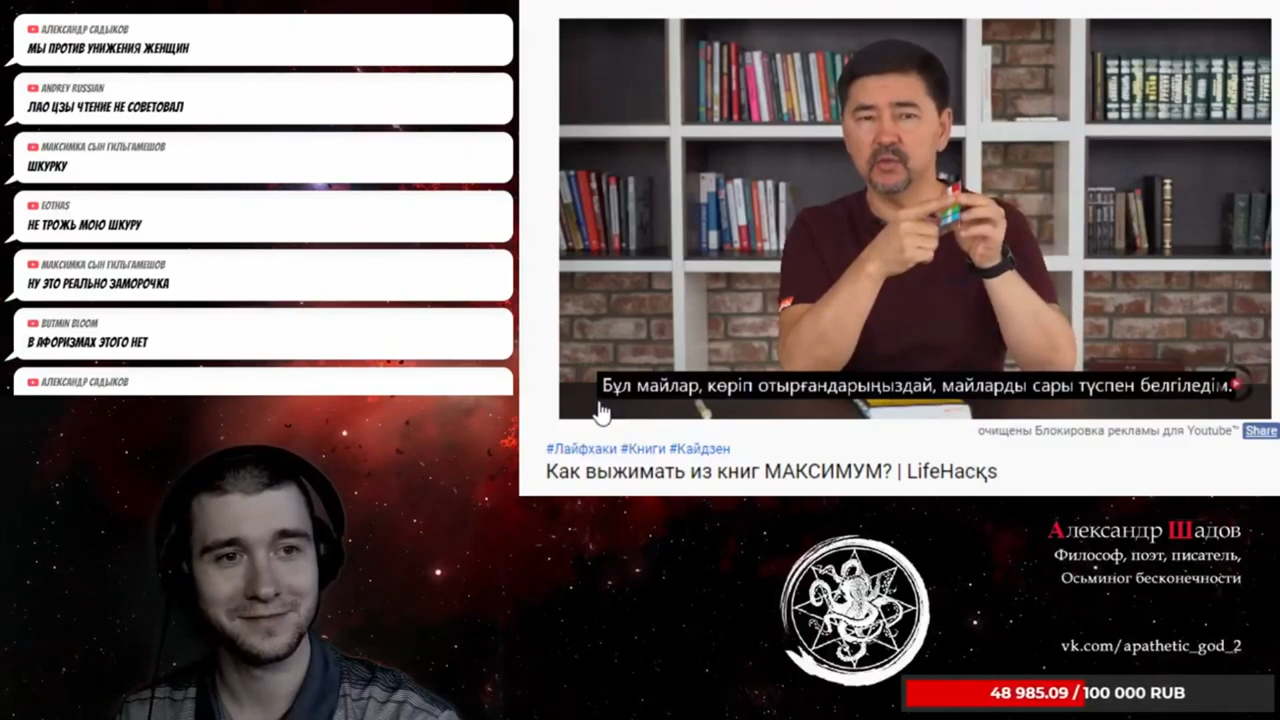 АЛЕКСАНДР САДЫКОВ
МЫ ПРОТИВ УНИЖЕНИЯ ЖЕНЩИН
ANDREY RUSSIAN
ЛАО ЦЗЫ ЧТЕНИЕ НЕ СОВЕТОВАЛ
МАКСИМКА СЫН ГИЛЬГАМЕШОВ
ШКУРКУ
EOTHAS
НЕ ТРОЖЬ МОЮ ШКУРУ
МАКСИМКА СЫН ГИЛЬГАМЕШОВ
НУ ЭТО РЕАЛЬНО ЗАМОРОЧКА
BUTMIN BLOOM
В АФОРИЗМАХ ЭТОГО НЕТ
АЛЕКСАНДР САДЫКОВ
Бұл майлар, көріп отырғандарыңыздай, майларды сары түспен белгіледім.
очищены Блокировка рекламы для Youtube™ Share
#Лайфхаки #Книги #Кайдзен
Как выжимать из книг МАКСИМУМ? | LifeHacқs
Александр Шадов
Философ, поэт, писатель,
Осьминог бесконечности
vk.com/apathetic_god_2
48 985.09 / 100 000 RUB